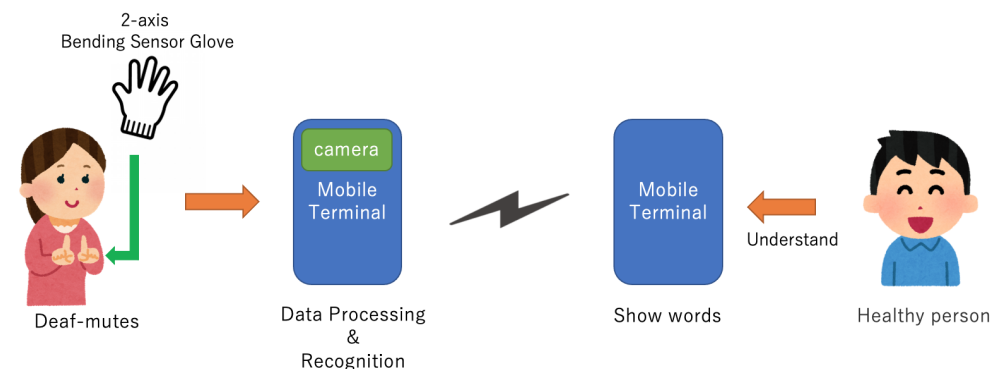 2-axis
Bending Sensor Glove
camera
Mobile
Terminal
Mobile
Terminal
Understand
Deaf-mutes
Data Processing
&
Recognition
Show words
Healthy person